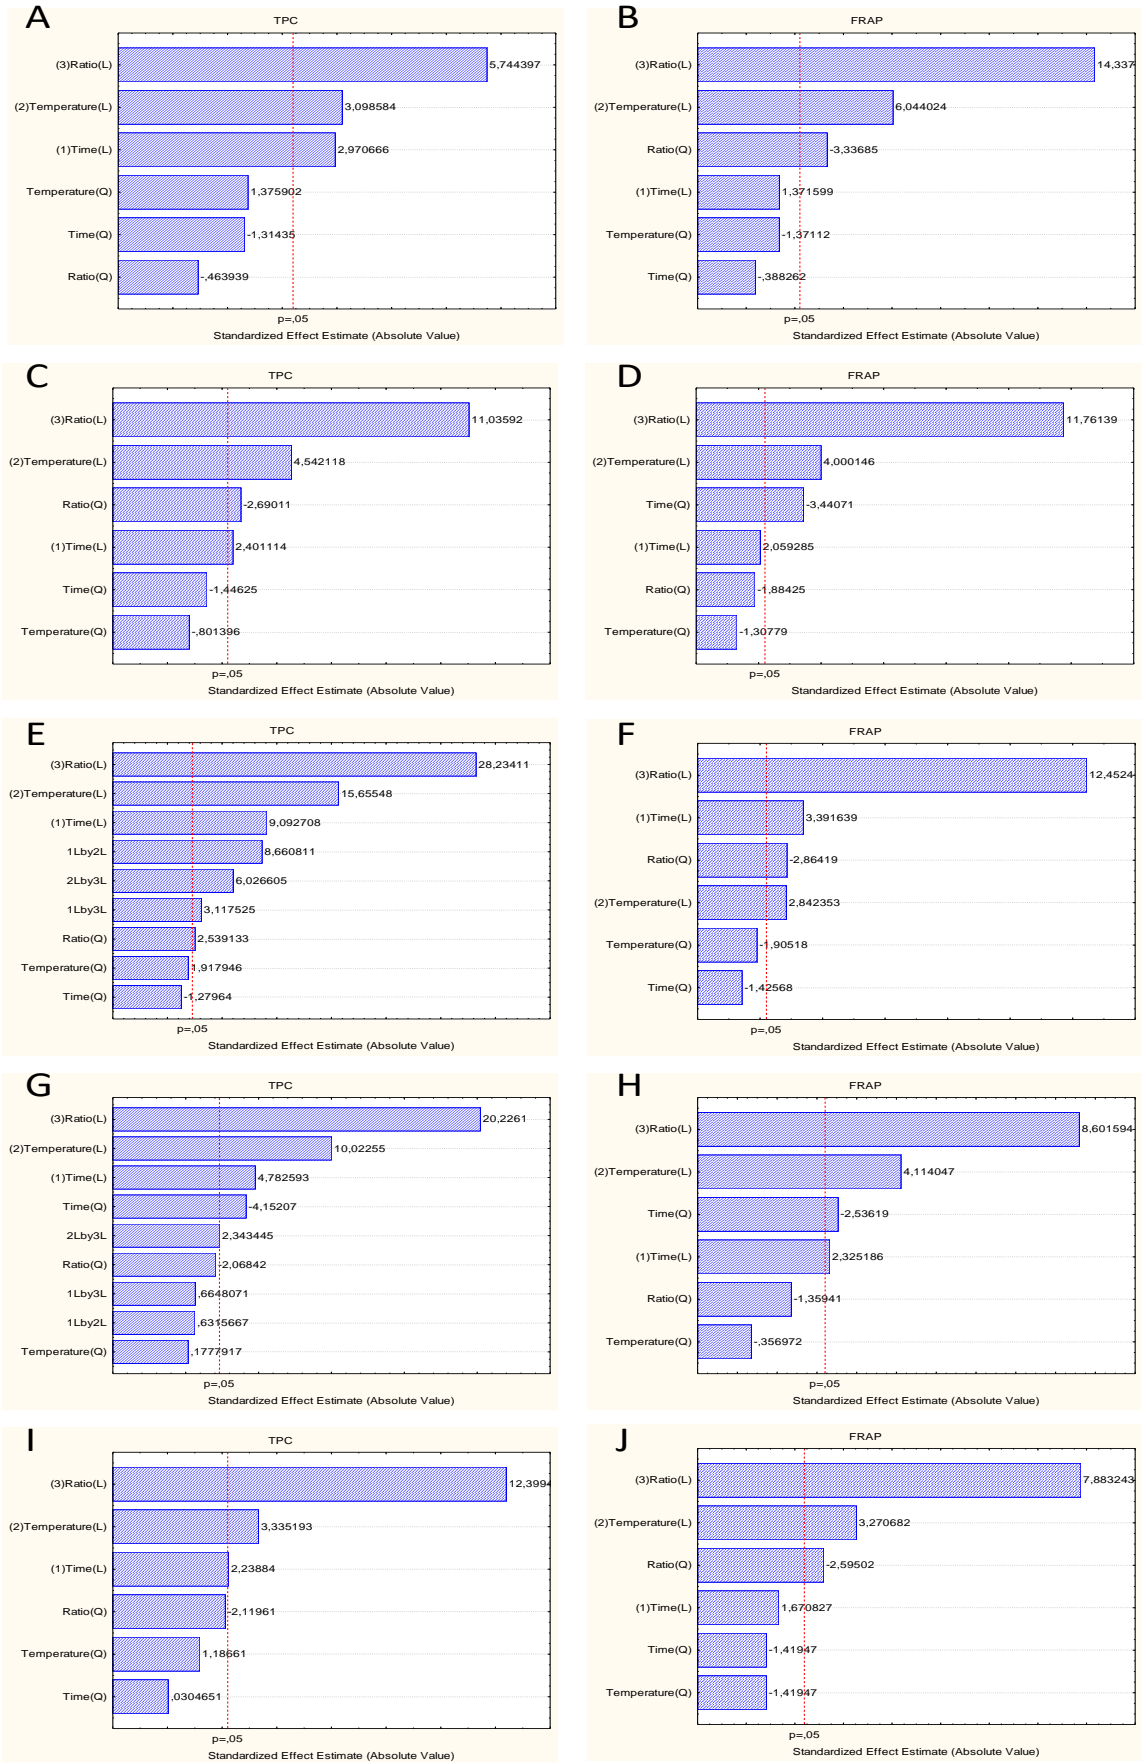 A
TPC
(3)Ratio(L)
5,744397
(2)Temperature(L)
3,098584
(1)Time(L)
2,970666
Temperature(Q)
1,375902
Time(Q)
-1,31435
Ratio(Q)
-,463939
p=,05
Standardized Effect Estimate (Absolute Value)
B
FRAP
(3)Ratio(L)
14,337
(2)Temperature(L)
6,044024
Ratio(Q)
-3,33685
(1)Time(L)
1,371599
Temperature(Q)
-1,37112
Time(Q)
-,388262
p=,05
Standardized Effect Estimate (Absolute Value)
C
TPC
(3)Ratio(L)
11,03592
(2)Temperature(L)
4,542118
Ratio(Q)
-2,69011
(1)Time(L)
2,401114
Time(Q)
-1,44625
Temperature(Q)
-,801396
p=,05
Standardized Effect Estimate (Absolute Value)
D
FRAP
(3)Ratio(L)
11,76139
(2)Temperature(L)
4,000146
Time(Q)
-3,44071
(1)Time(L)
2,059285
Ratio(Q)
-1,88425
Temperature(Q)
-1,30779
p=,05
Standardized Effect Estimate (Absolute Value)
E
TPC
(3)Ratio(L)
28,23411
(2)Temperature(L)
15,65548
(1)Time(L)
9,092708
1Lby2L
8,660811
2Lby3L
6,026605
1Lby3L
3,117525
Ratio(Q)
2,539133
Temperature(Q)
1,917946
Time(Q)
-1,27964
p=,05
Standardized Effect Estimate (Absolute Value)
F
FRAP
(3)Ratio(L)
12,4524
(1)Time(L)
3,391639
Ratio(Q)
-2,86419
(2)Temperature(L)
2,842353
Temperature(Q)
-1,90518
Time(Q)
-1,42568
p=,05
Standardized Effect Estimate (Absolute Value)
G
TPC
(3)Ratio(L)
20,2261
(2)Temperature(L)
10,02255
(1)Time(L)
4,782593
Time(Q)
-4,15207
2Lby3L
2,343445
Ratio(Q)
-2,06842
1Lby3L
,6648071
1Lby2L
,6315667
Temperature(Q)
,1777917
p=,05
Standardized Effect Estimate (Absolute Value)
H
FRAP
(3)Ratio(L)
8,601594
(2)Temperature(L)
4,114047
Time(Q)
-2,53619
(1)Time(L)
2,325186
Ratio(Q)
-1,35941
Temperature(Q)
-,356972
p=,05
Standardized Effect Estimate (Absolute Value)
I
TPC
(3)Ratio(L)
12,3994
(2)Temperature(L)
3,335193
(1)Time(L)
2,23884
Ratio(Q)
-2,11961
Temperature(Q)
1,18661
Time(Q)
,0304651
p=,05
Standardized Effect Estimate (Absolute Value)
J
FRAP
(3)Ratio(L)
7,883243
(2)Temperature(L)
3,270682
Ratio(Q)
-2,59502
(1)Time(L)
1,670827
Time(Q)
-1,41947
Temperature(Q)
-1,41947
p=,05
Standardized Effect Estimate (Absolute Value)